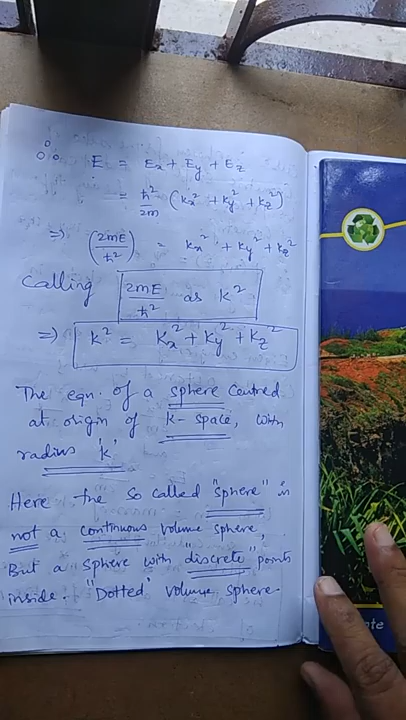 ∴ E = Ex + Ey + Ez
= ħ²/2m (kx² + ky² + kz²)
⇒ (2mE/ħ²) = kx² + ky² + kz²
Calling 2mE/ħ² as k²
⇒ k² = kx² + ky² + kz²
The eqn. of a sphere centred
at origin of k-space, with
radius 'k'
Here the so called "sphere" is
not a continuous volume sphere,
But a sphere with "discrete" points
inside. "Dotted" volume sphere.
ote